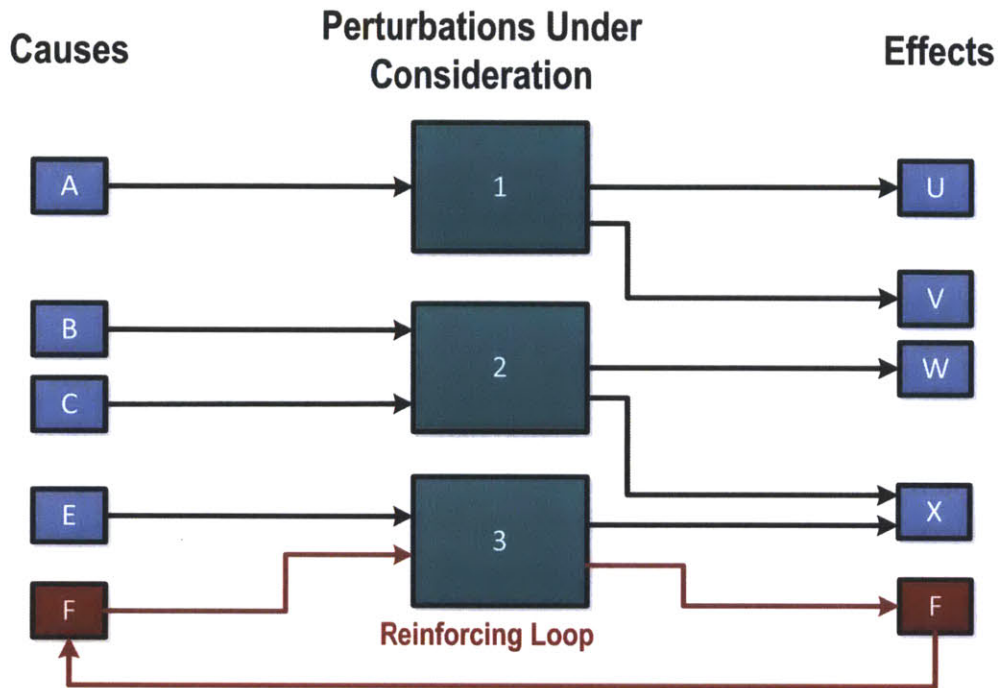 Causes
Perturbations Under
Consideration
Effects
A
1
U
V
B
2
W
C
E
3
X
F
F
Reinforcing Loop